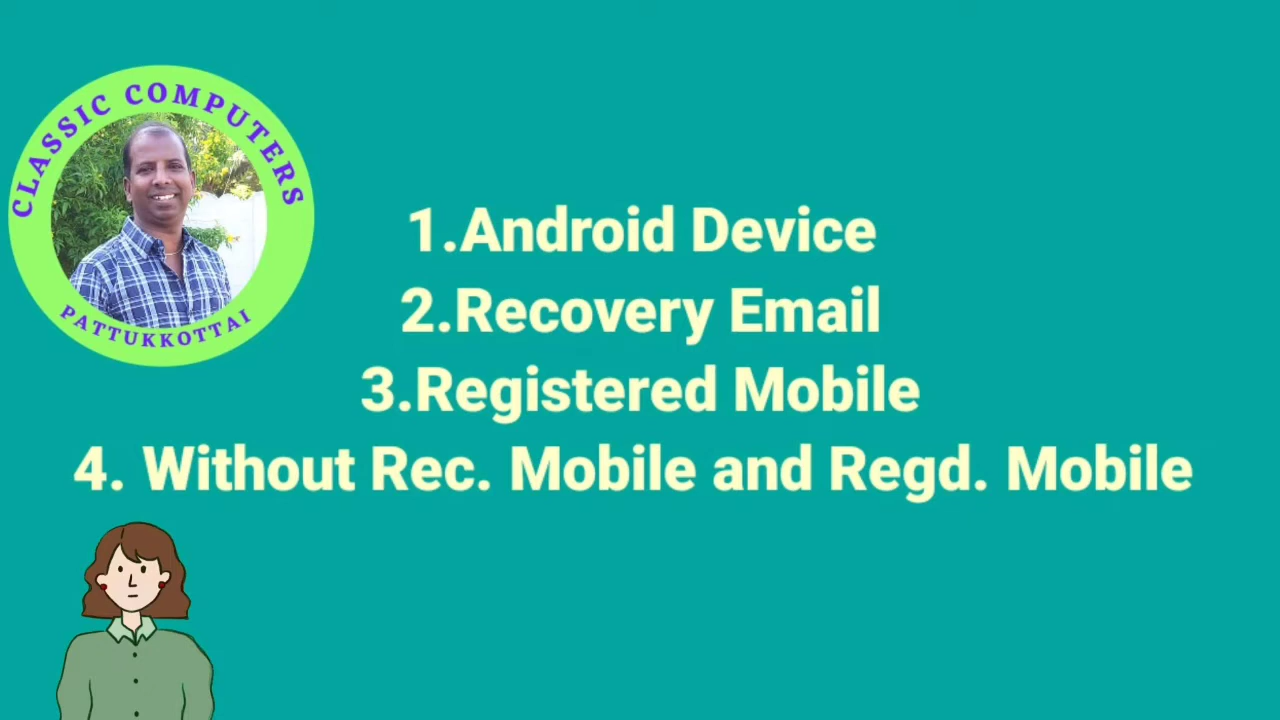 CLASSIC COMPUTERS
PATTUKKOTTAI
1.Android Device
2.Recovery Email
3.Registered Mobile
4. Without Rec. Mobile and Regd. Mobile